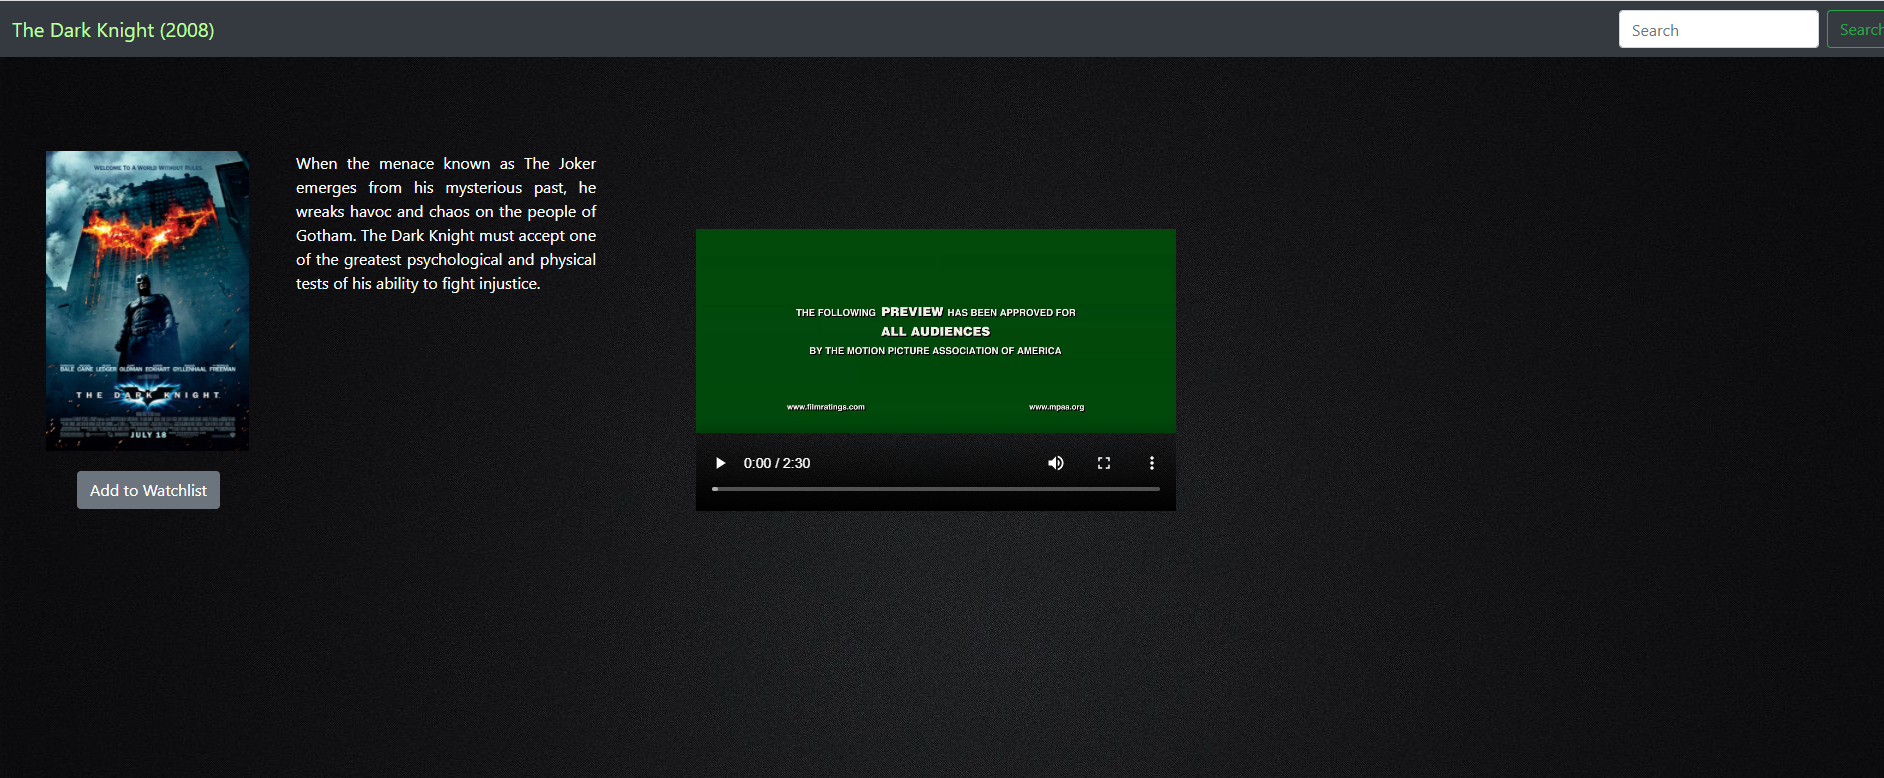 The Dark Knight (2008)
Search
Search
WELCOME TO A WORLD WITHOUT RULES
BALE CAINE LEDGER OLDMAN ECKHART GYLLENHAAL FREEMAN
THE DARK KNIGHT
JULY 18
Add to Watchlist
When the menace known as The Joker
emerges from his mysterious past, he
wreaks havoc and chaos on the people of
Gotham. The Dark Knight must accept one
of the greatest psychological and physical
tests of his ability to fight injustice.
THE FOLLOWING PREVIEW HAS BEEN APPROVED FOR
ALL AUDIENCES
BY THE MOTION PICTURE ASSOCIATION OF AMERICA
www.filmratings.com
www.mpaa.org
0:00 / 2:30